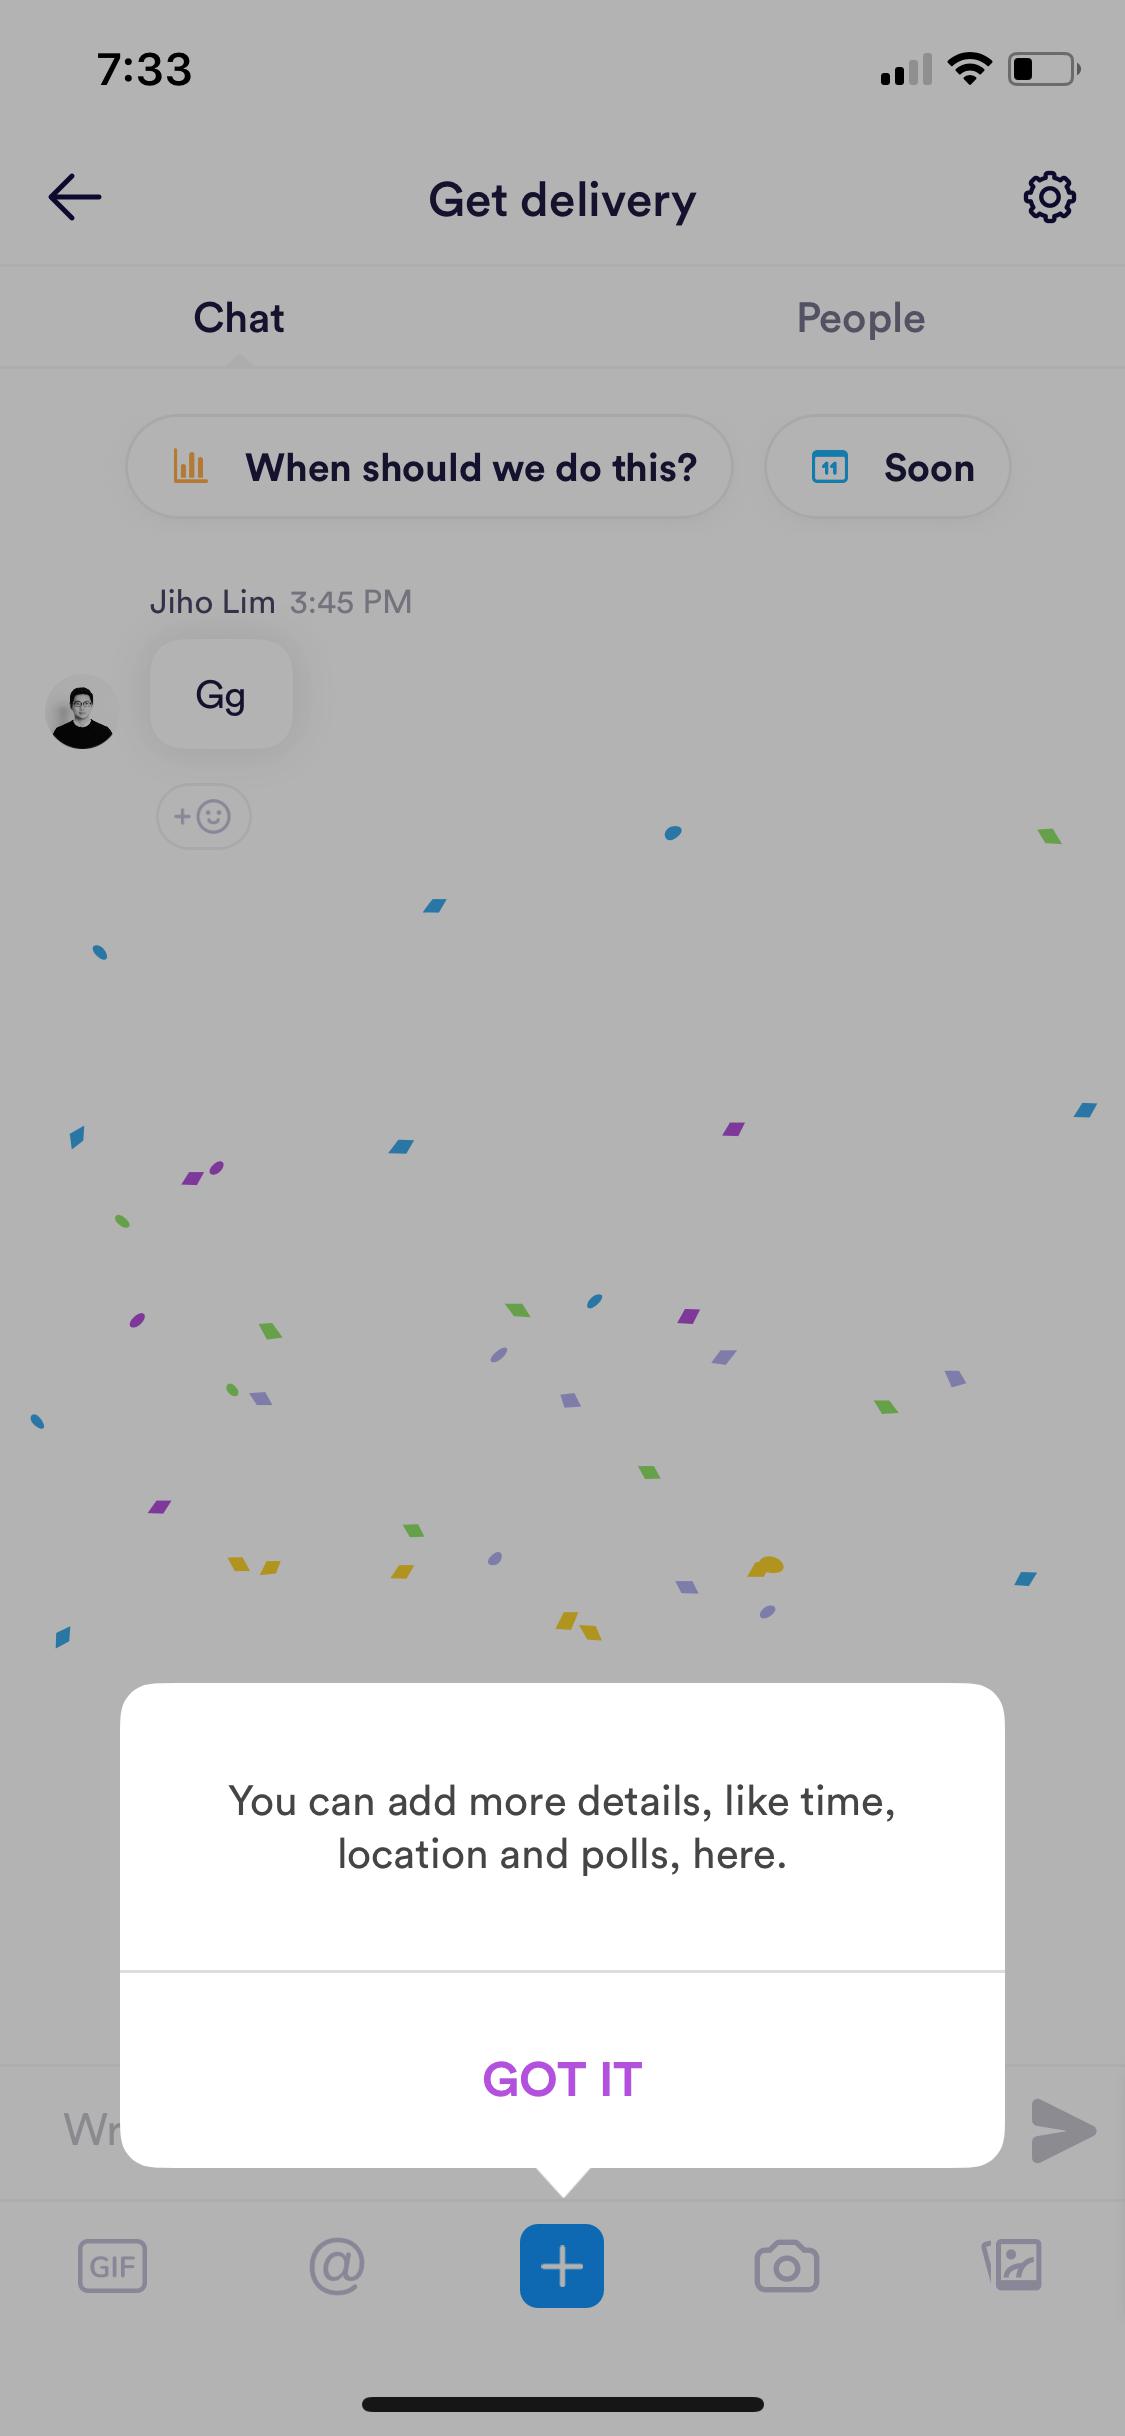 7:33
Get delivery
Chat
People
When should we do this?
11
Soon
Jiho Lim 3:45 PM
Gg
+
You can add more details, like time,
location and polls, here.
GOT IT
Wr
GIF
@